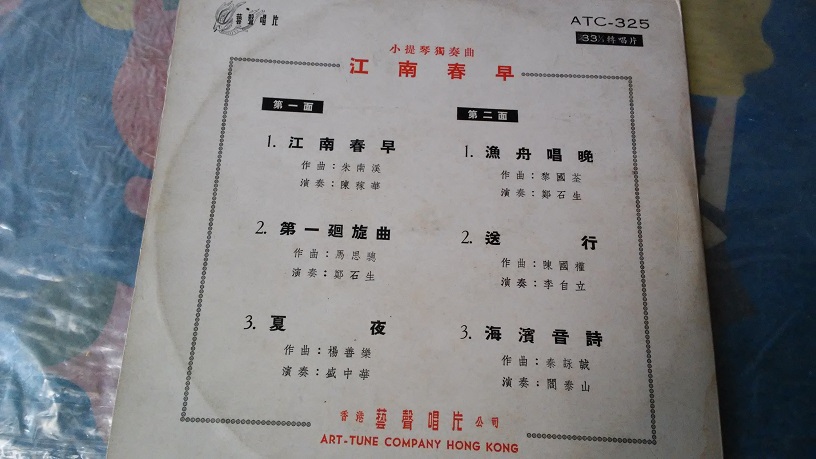 藝聲唱片
ATC-325
33⅓轉唱片
小提琴獨奏曲
江南春早
第一面
1. 江南春早
作曲：朱南溪
演奏：陳稼華
2. 第一廻旋曲
作曲：馬思聰
演奏：鄭石生
3. 夏夜
作曲：楊善樂
演奏：盛中華
第二面
1. 漁舟唱晚
作曲：黎國荃
演奏：鄭石生
2. 送行
作曲：陳國權
演奏：李自立
3. 海濱音詩
作曲：秦詠誠
演奏：閻泰山
香港藝聲唱片公司
ART-TUNE COMPANY HONG KONG